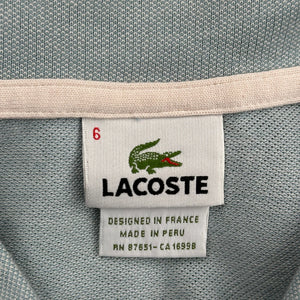 6
LACOSTE
DESIGNED IN FRANCE
MADE IN PERU
RN 87651-CA16998